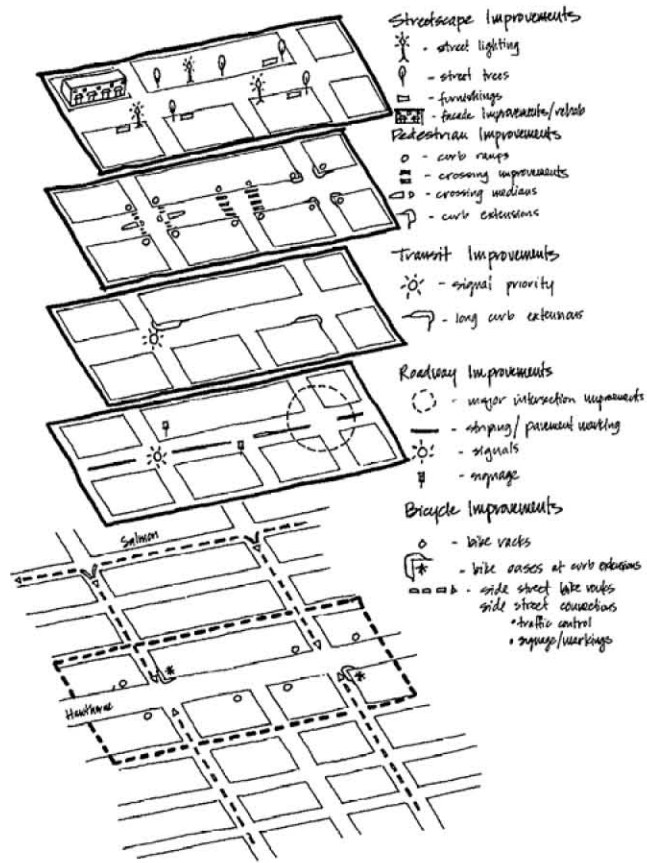 Streetscape Improvements
- street lighting
- street trees
- furnishings
- facade improvements/rehab
Pedestrian Improvements
- curb ramps
- crossing improvements
- crossing medians
- curb extensions
Transit Improvements
- signal priority
- long curb extensions
Roadway Improvements
- major intersection improvements
- striping/pavement marking
- signals
- signage
Bicycle Improvements
- bike racks
- bike oases at curb extensions
- side street bike routes
side street connections
• traffic control
• signage/markings
Salmon
Hawthorne